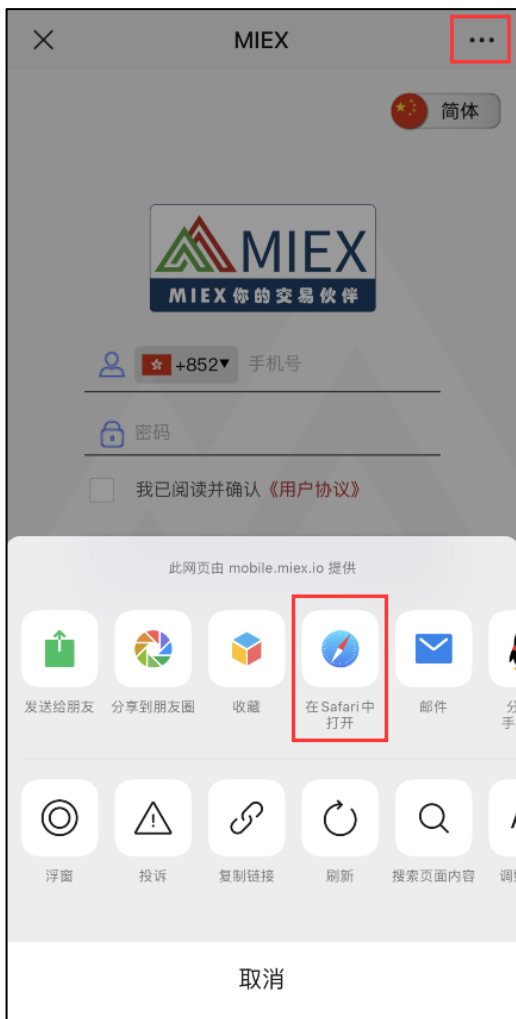 MIEX
简体
MIEX
MIEX 你的交易伙伴
+852▼ 手机号
密码
我已阅读并确认《用户协议》
此网页由 mobile.miex.io 提供
发送给朋友 分享到朋友圈 收藏 在Safari中 邮件
打开
浮窗 投诉 复制链接 刷新 搜索页面内容
取消